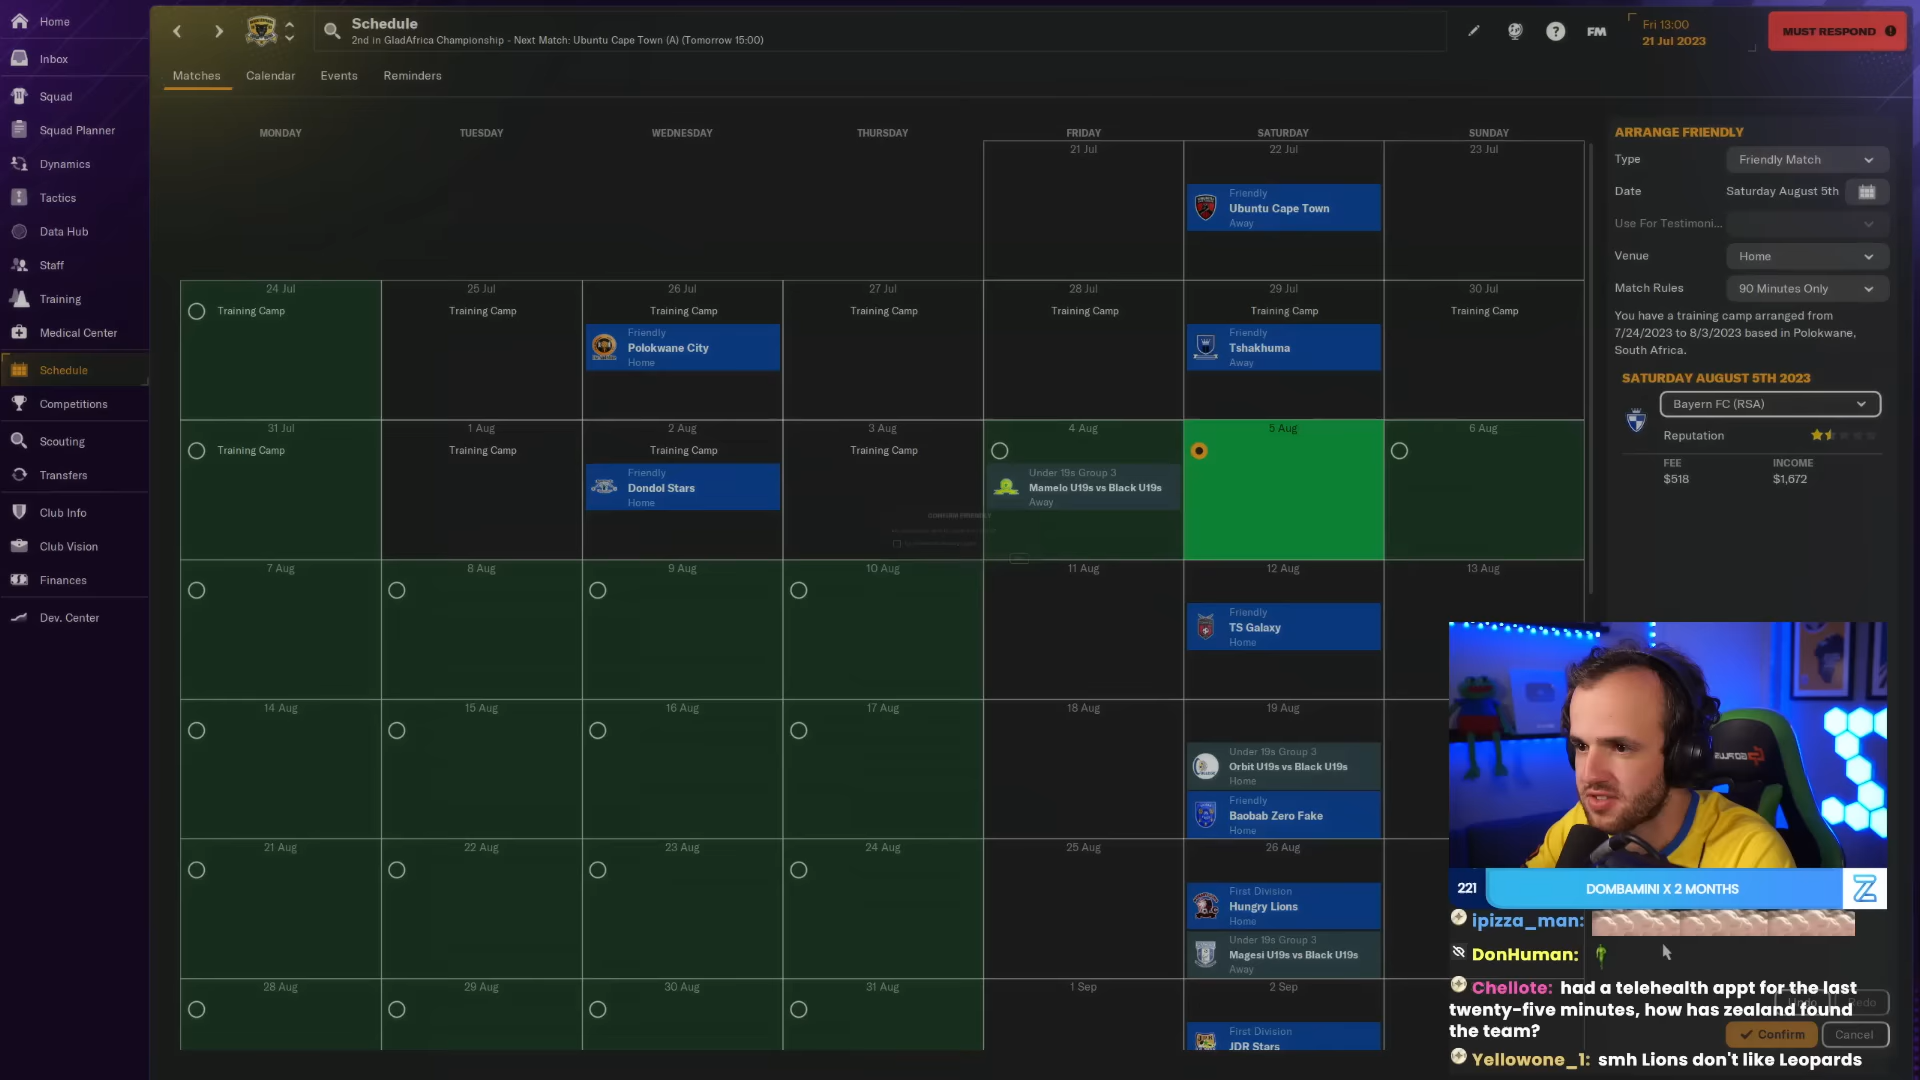 Home
Inbox
Squad
Squad Planner
Dynamics
Tactics
Data Hub
Staff
Training
Medical Center
Schedule
Competitions
Scouting
Transfers
Club Info
Club Vision
Finances
Dev. Center
Schedule
2nd in GladAfrica Championship - Next Match: Ubuntu Cape Town (A) (Tomorrow 15:00)
FM
Fri 13:00
21 Jul 2023
MUST RESPOND
Matches Calendar Events Reminders
MONDAY TUESDAY WEDNESDAY THURSDAY FRIDAY SATURDAY SUNDAY
21 Jul 22 Jul 23 Jul
Friendly
Ubuntu Cape Town
Away
24 Jul 25 Jul 26 Jul 27 Jul 28 Jul 29 Jul 30 Jul
Training Camp Training Camp Training Camp Training Camp Training Camp Training Camp Training Camp
Friendly
Polokwane City
Home
Friendly
Tshakhuma
Away
31 Jul 1 Aug 2 Aug 3 Aug 4 Aug 5 Aug 6 Aug
Training Camp Training Camp Training Camp Training Camp
Friendly
Dondol Stars
Home
Under 19s Group 3
Mamelo U19s vs Black U19s
Away
7 Aug 8 Aug 9 Aug 10 Aug 11 Aug 12 Aug 13 Aug
Friendly
TS Galaxy
Home
14 Aug 15 Aug 16 Aug 17 Aug 18 Aug 19 Aug
Under 19s Group 3
Orbit U19s vs Black U19s
Home
Friendly
Baobab Zero Fake
Home
21 Aug 22 Aug 23 Aug 24 Aug 25 Aug 26 Aug
First Division
Hungry Lions
Home
Under 19s Group 3
Magesi U19s vs Black U19s
Away
28 Aug 29 Aug 30 Aug 31 Aug 1 Sep 2 Sep
First Division
JDR Stars
ARRANGE FRIENDLY
Type Friendly Match
Date Saturday August 5th
Use For Testimoni...
Venue Home
Match Rules 90 Minutes Only
You have a training camp arranged from
7/24/2023 to 8/3/2023 based in Polokwane,
South Africa.
SATURDAY AUGUST 5TH 2023
Bayern FC (RSA)
Reputation
FEE INCOME
$518 $1,672
221 DOMBAMINI X 2 MONTHS
ipizza_man:
DonHuman:
Chellote: had a telehealth appt for the last
twenty-five minutes, how has zealand found
the team?
Confirm Cancel
Yellowone_1: smh Lions don't like Leopards